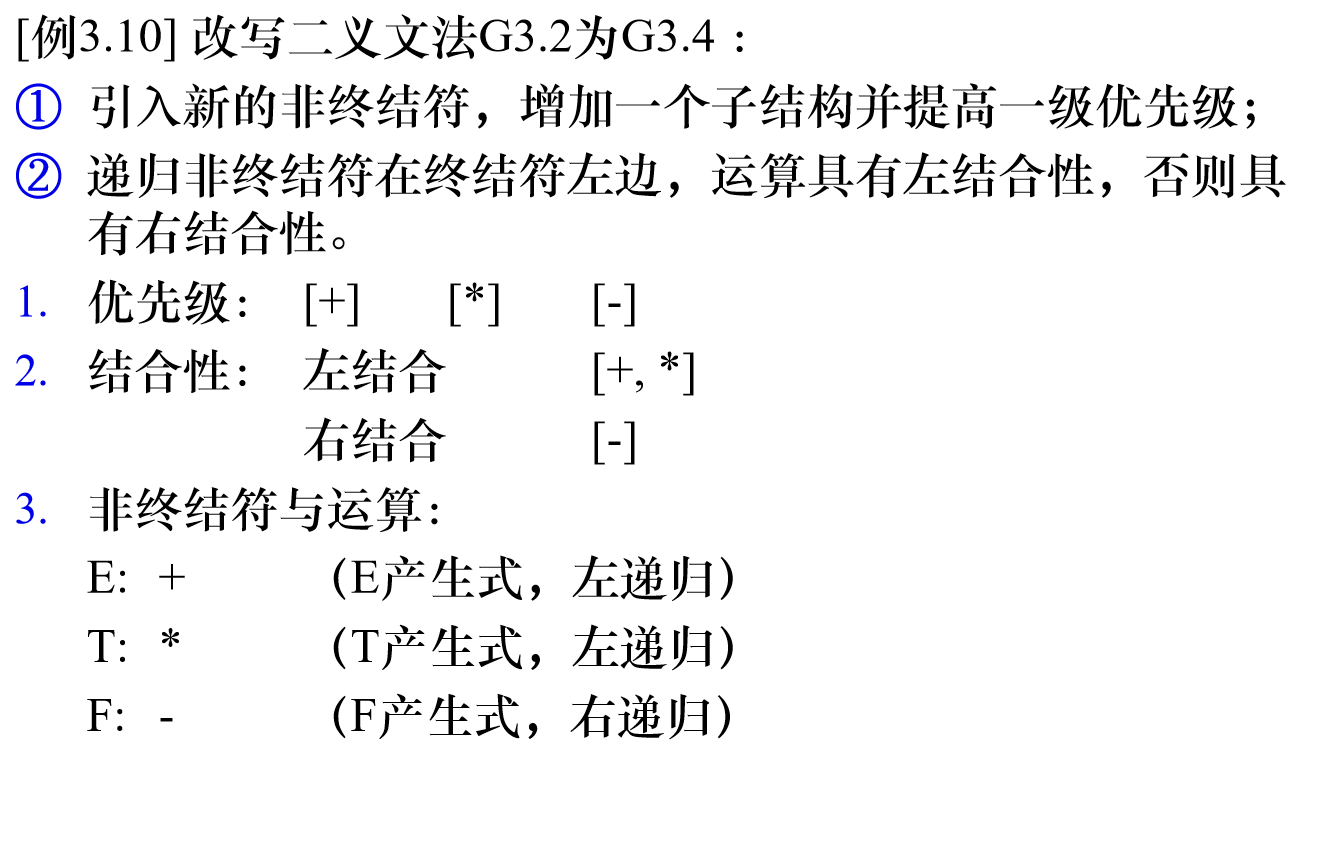 [例3.10] 改写二义文法G3.2为G3.4：
① 引入新的非终结符，增加一个子结构并提高一级优先级；
② 递归非终结符在终结符左边，运算具有左结合性，否则具
有右结合性。
1. 优先级： [+] [*] [-]
2. 结合性： 左结合 [+, *]
右结合 [-]
3. 非终结符与运算：
E: + （E产生式，左递归）
T: * （T产生式，左递归）
F: - （F产生式，右递归）